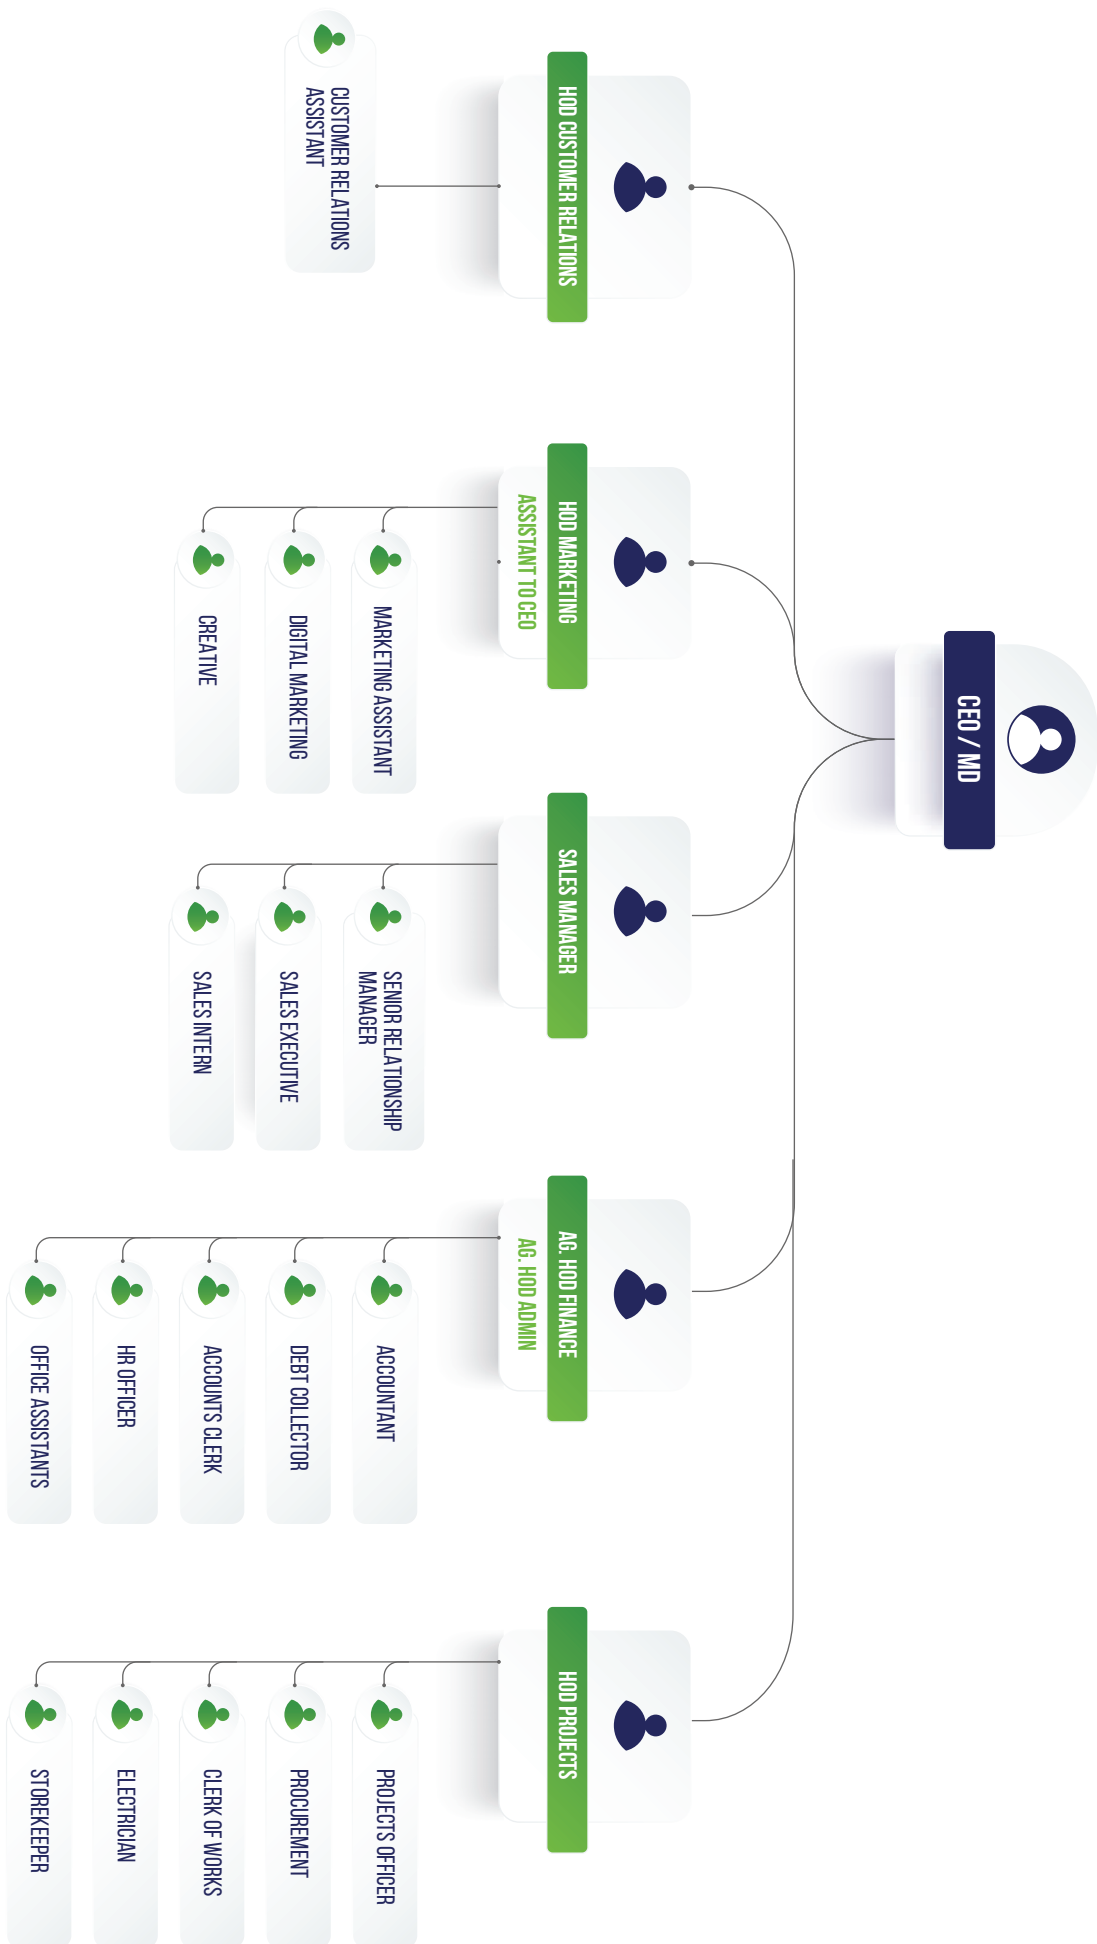 CEO / MD
HOD CUSTOMER RELATIONS
CUSTOMER RELATIONS
ASSISTANT
HOD MARKETING
ASSISTANT TO CEO
MARKETING ASSISTANT
DIGITAL MARKETING
CREATIVE
SALES MANAGER
SENIOR RELATIONSHIP
MANAGER
SALES EXECUTIVE
SALES INTERN
AG. HOD FINANCE
AG. HOD ADMIN
ACCOUNTANT
DEBT COLLECTOR
ACCOUNTS CLERK
HR OFFICER
OFFICE ASSISTANTS
HOD PROJECTS
PROJECTS OFFICER
PROCUREMENT
CLERK OF WORKS
ELECTRICIAN
STOREKEEPER